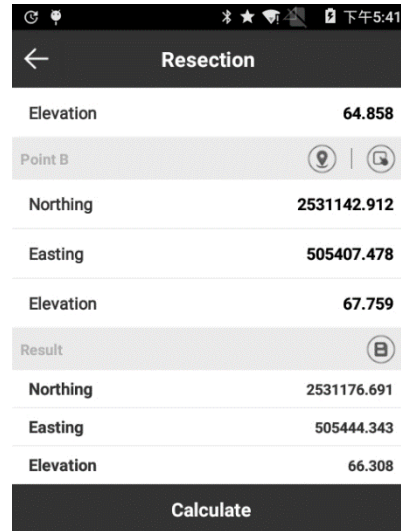 下午5:41
Resection
Elevation 64.858
Point B
Northing 2531142.912
Easting 505407.478
Elevation 67.759
Result
Northing 2531176.691
Easting 505444.343
Elevation 66.308
Calculate